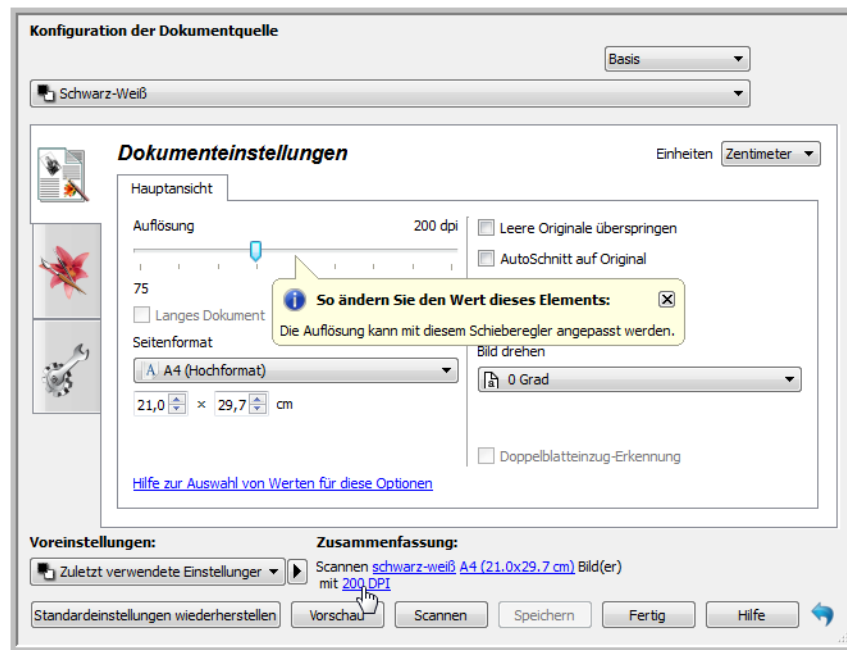 Konfiguration der Dokumentquelle
Basis
Schwarz-Weiß
Dokumenteinstellungen
Einheiten Zentimeter
Hauptansicht
Auflösung 200 dpi
75
Langes Dokument
Leere Originale überspringen
AutoSchnitt auf Original
So ändern Sie den Wert dieses Elements:
Die Auflösung kann mit diesem Schieberegler angepasst werden.
Seitenformat
A A4 (Hochformat)
21,0 × 29,7 cm
Bild drehen
a 0 Grad
Doppelblatteinzug-Erkennung
Hilfe zur Auswahl von Werten für diese Optionen
Voreinstellungen:
Zuletzt verwendete Einstellungen
Zusammenfassung:
Scannen schwarz-weiß A4 (21.0x29.7 cm) Bild(er)
mit 200 DPI
Standardeinstellungen wiederherstellen Vorschau Scannen Speichern Fertig Hilfe